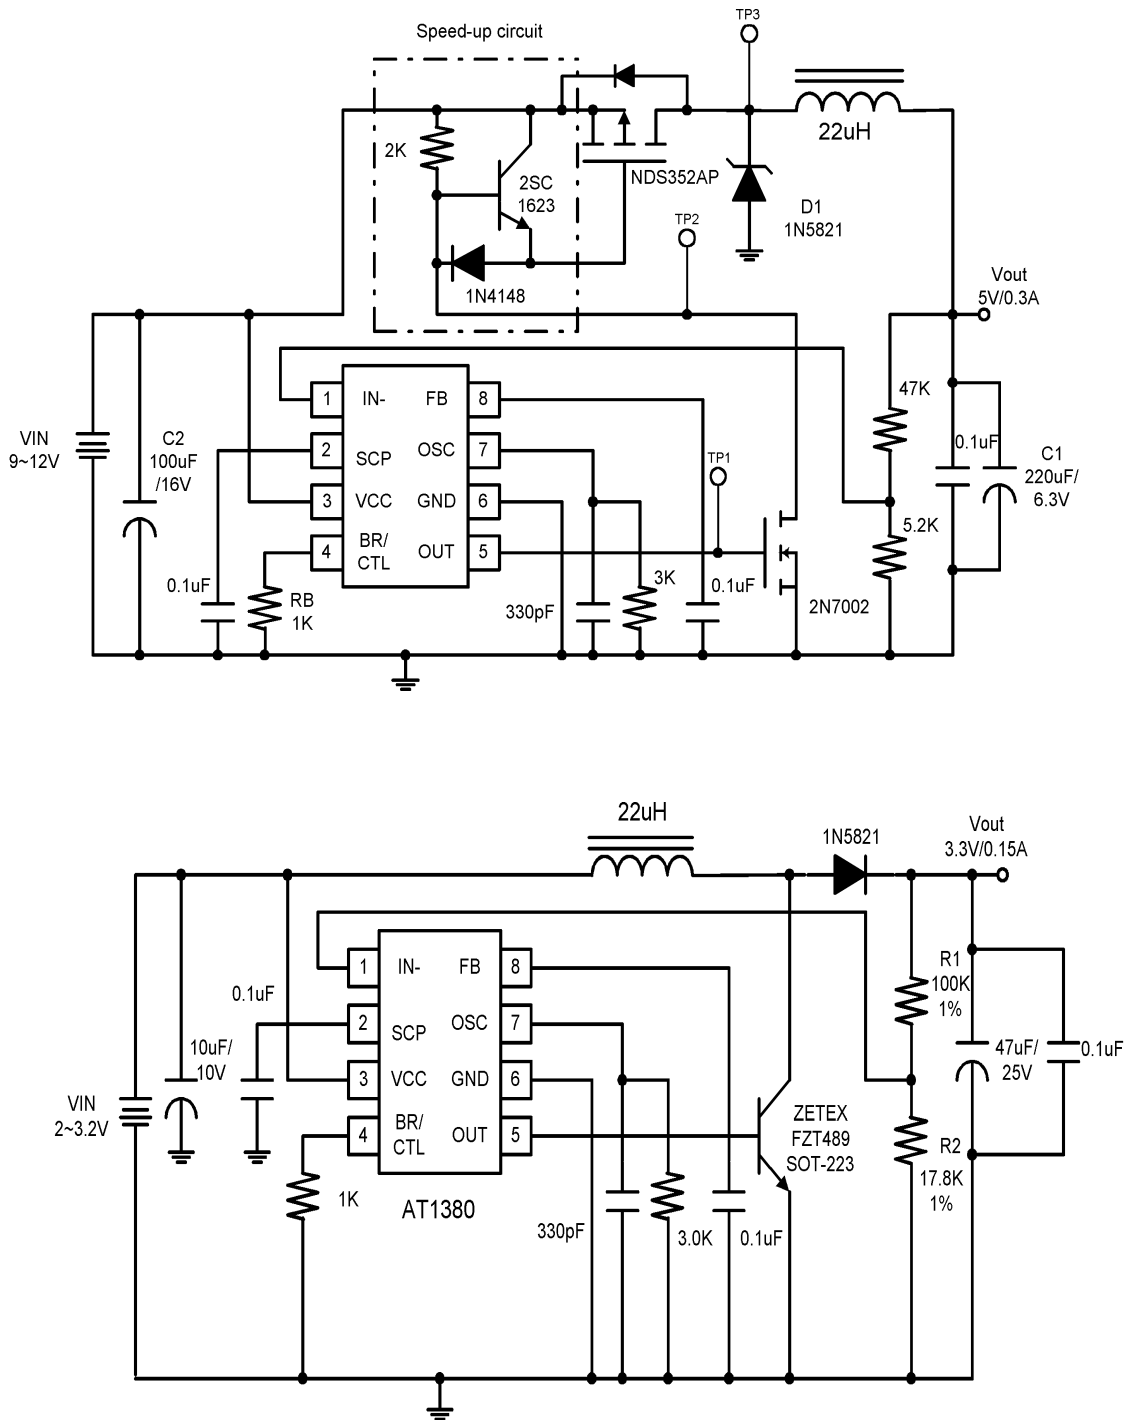 Speed-up circuit
TP3
2K
2SC
1623
1N4148
NDS352AP
22uH
D1
1N5821
TP2
Vout
5V/0.3A
VIN
9~12V
C2
100uF
/16V
1
IN-
FB
8
2
SCP
OSC
7
3
VCC
GND
6
4
BR/
CTL
OUT
5
0.1uF
RB
1K
330pF
3K
0.1uF
TP1
2N7002
47K
5.2K
0.1uF
C1
220uF/
6.3V
22uH
1N5821
Vout
3.3V/0.15A
VIN
2~3.2V
10uF/
10V
0.1uF
1
IN-
FB
8
2
SCP
OSC
7
3
VCC
GND
6
4
BR/
CTL
OUT
5
1K
AT1380
330pF
3.0K
0.1uF
ZETEX
FZT489
SOT-223
R1
100K
1%
R2
17.8K
1%
47uF/
25V
0.1uF